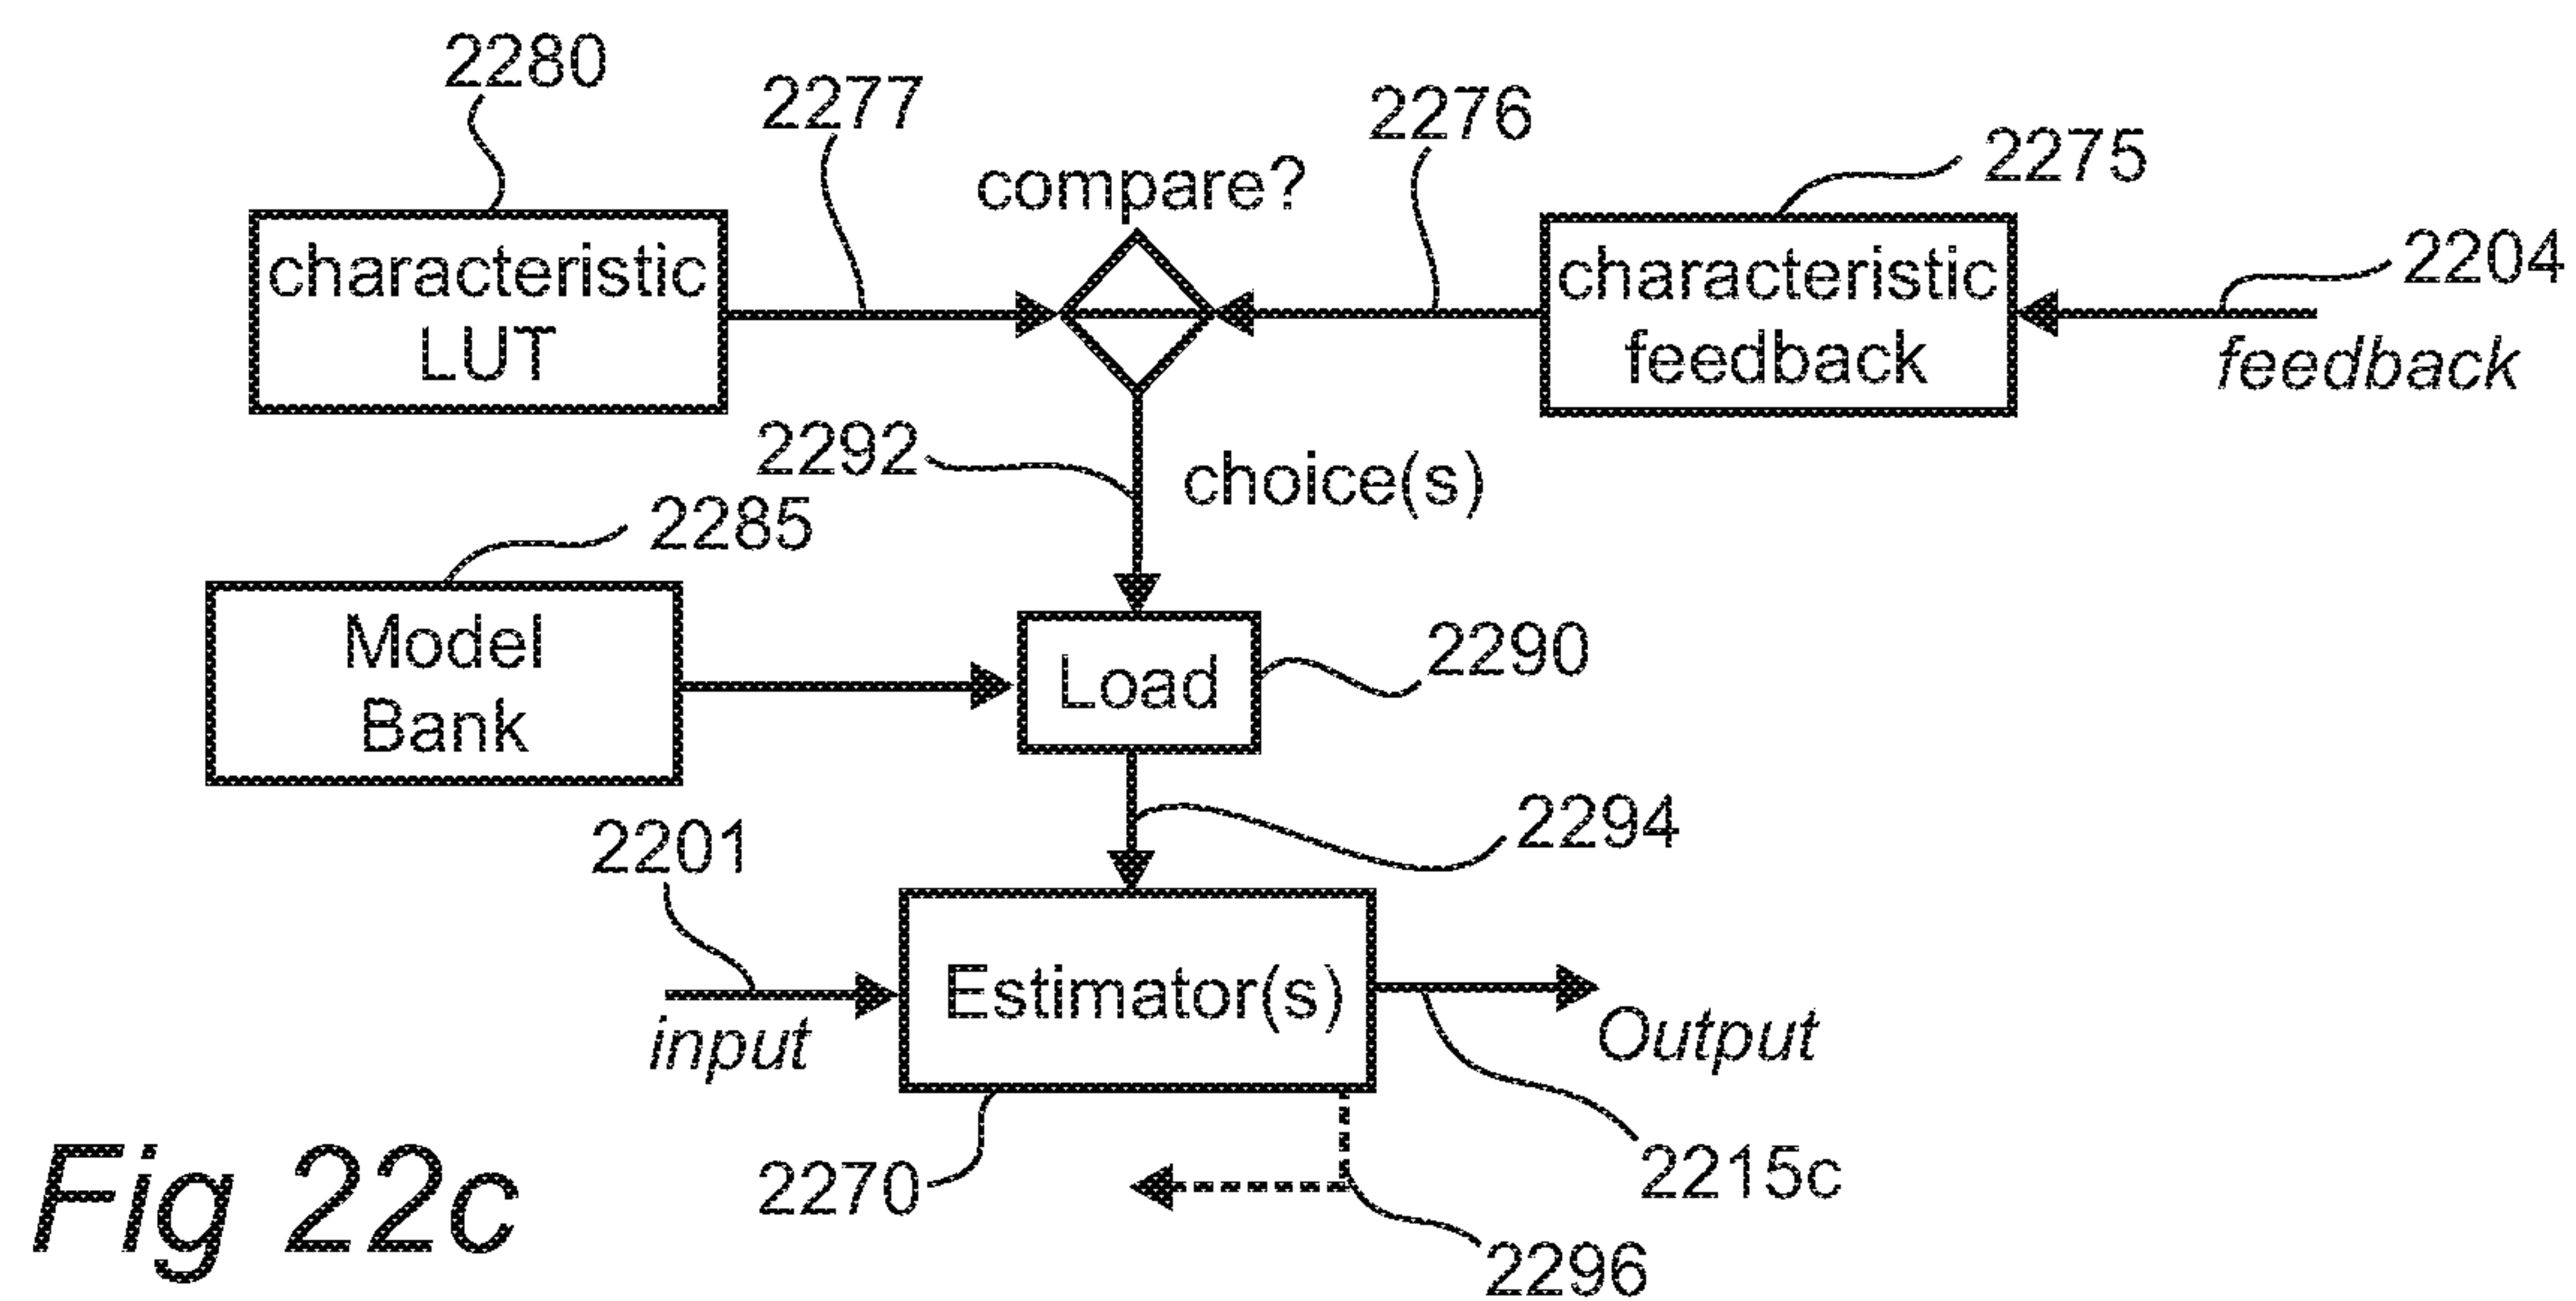 2280
2277
2276
2275
compare?
2204
characteristic
LUT
characteristic
feedback
feedback
2292
choice(s)
2285
Model
Bank
Load
2290
2201
2294
input
Estimator(s)
Output
2270
2215c
2296
Fig 22c